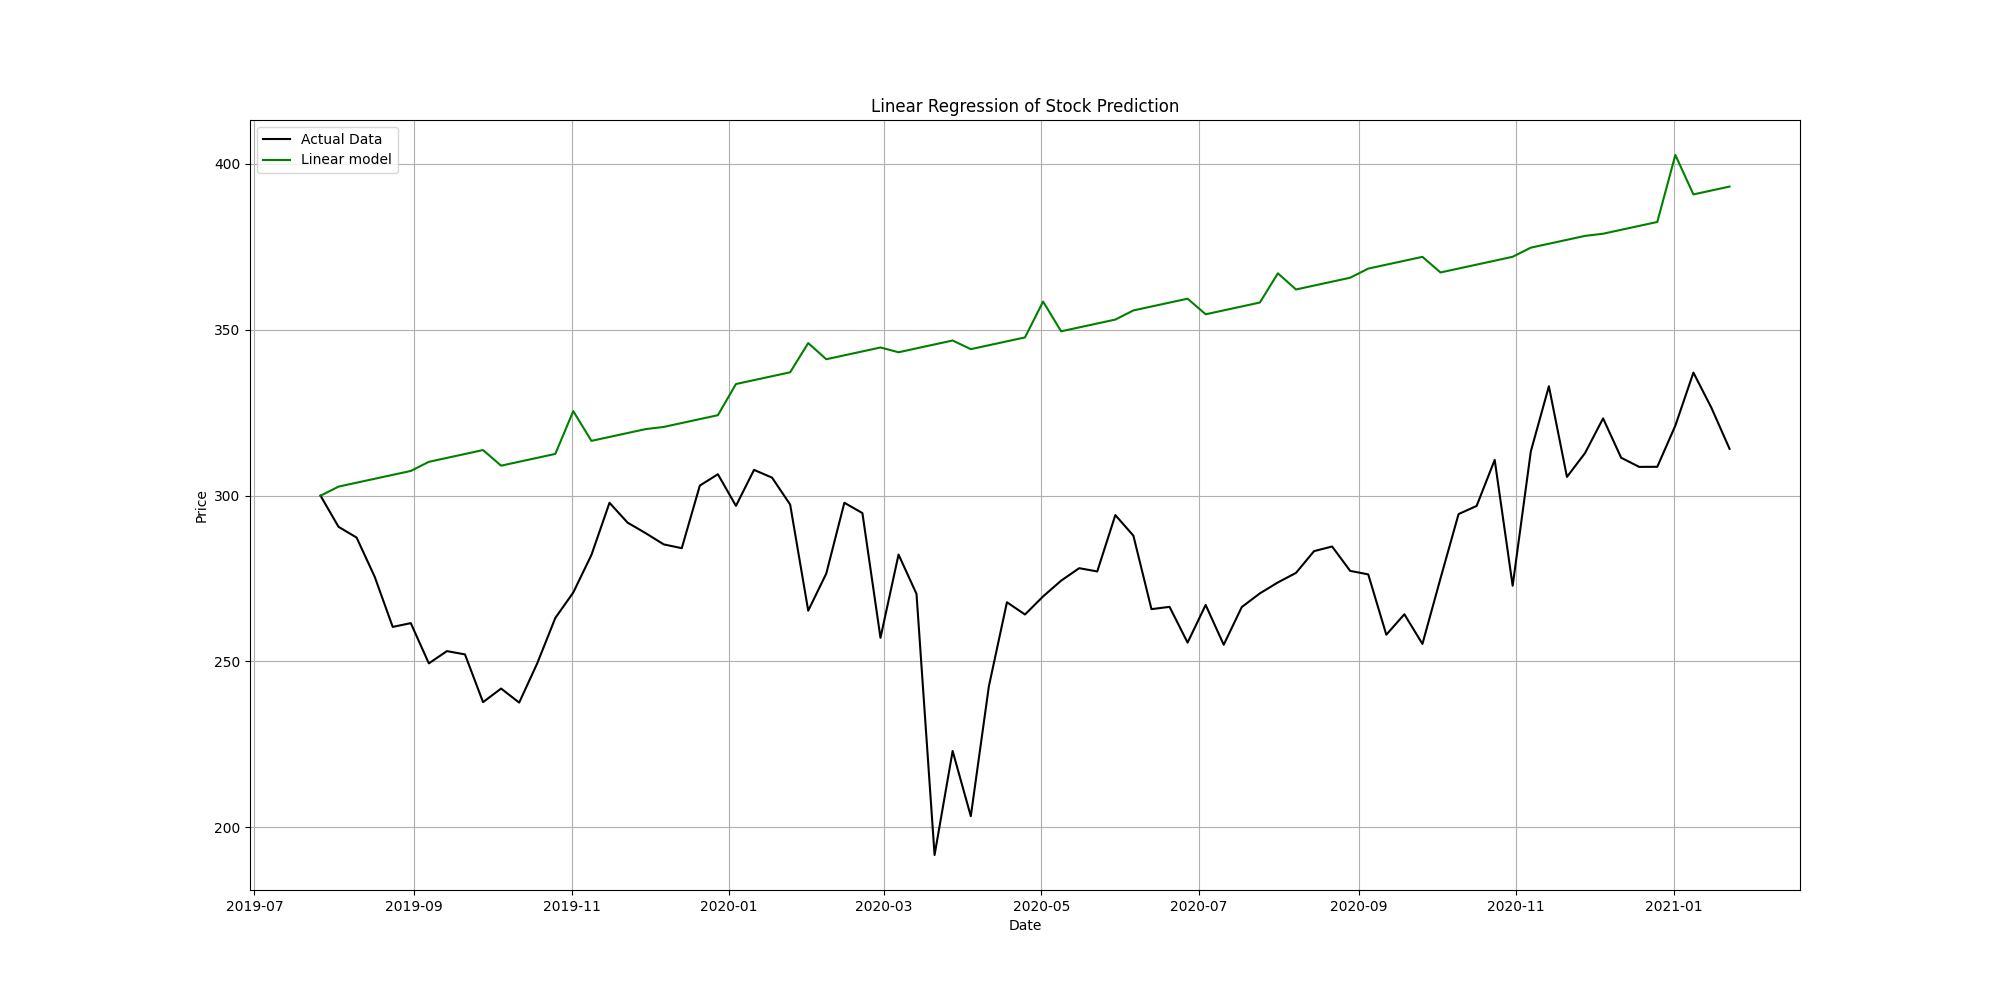 Linear Regression of Stock Prediction
Actual Data
Linear model
400
350
300
250
200
Price
2019-07 2019-09 2019-11 2020-01 2020-03 2020-05 2020-07 2020-09 2020-11 2021-01
Date